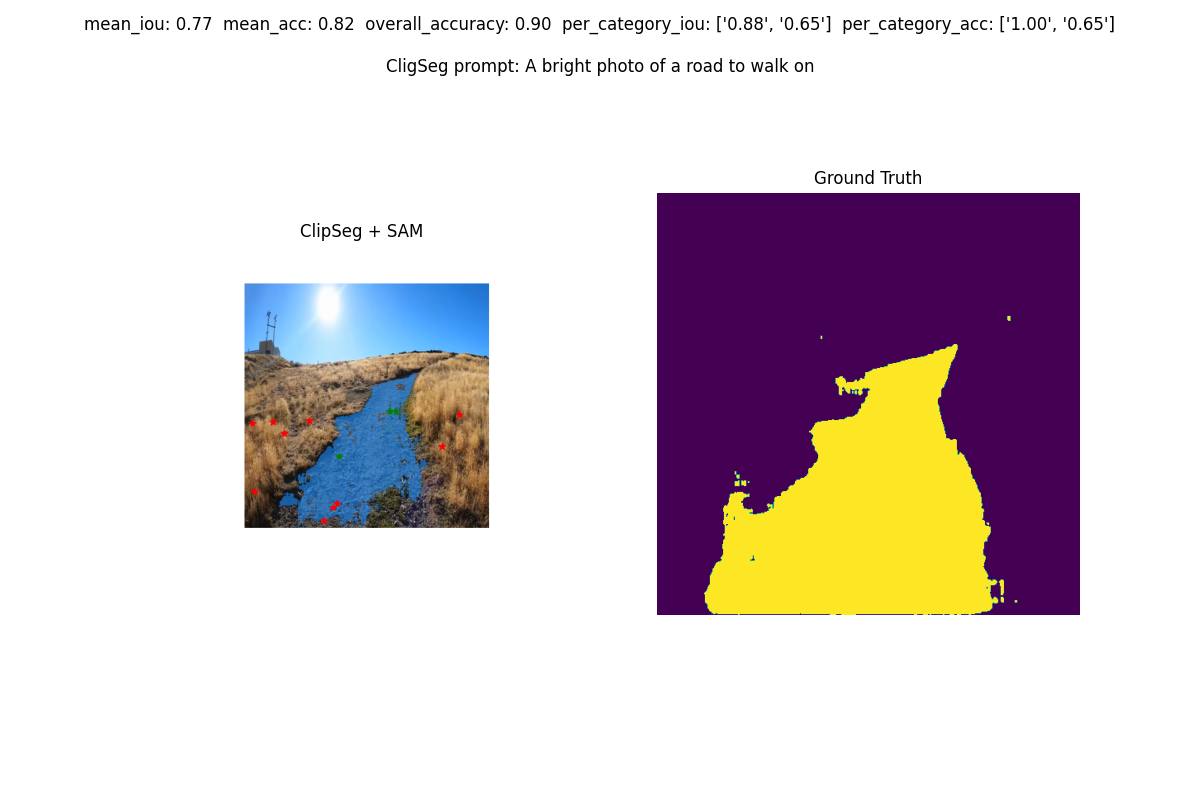 mean_iou: 0.77  mean_acc: 0.82  overall_accuracy: 0.90  per_category_iou: ['0.88', '0.65']  per_category_acc: ['1.00', '0.65']
CligSeg prompt: A bright photo of a road to walk on
Ground Truth
ClipSeg + SAM